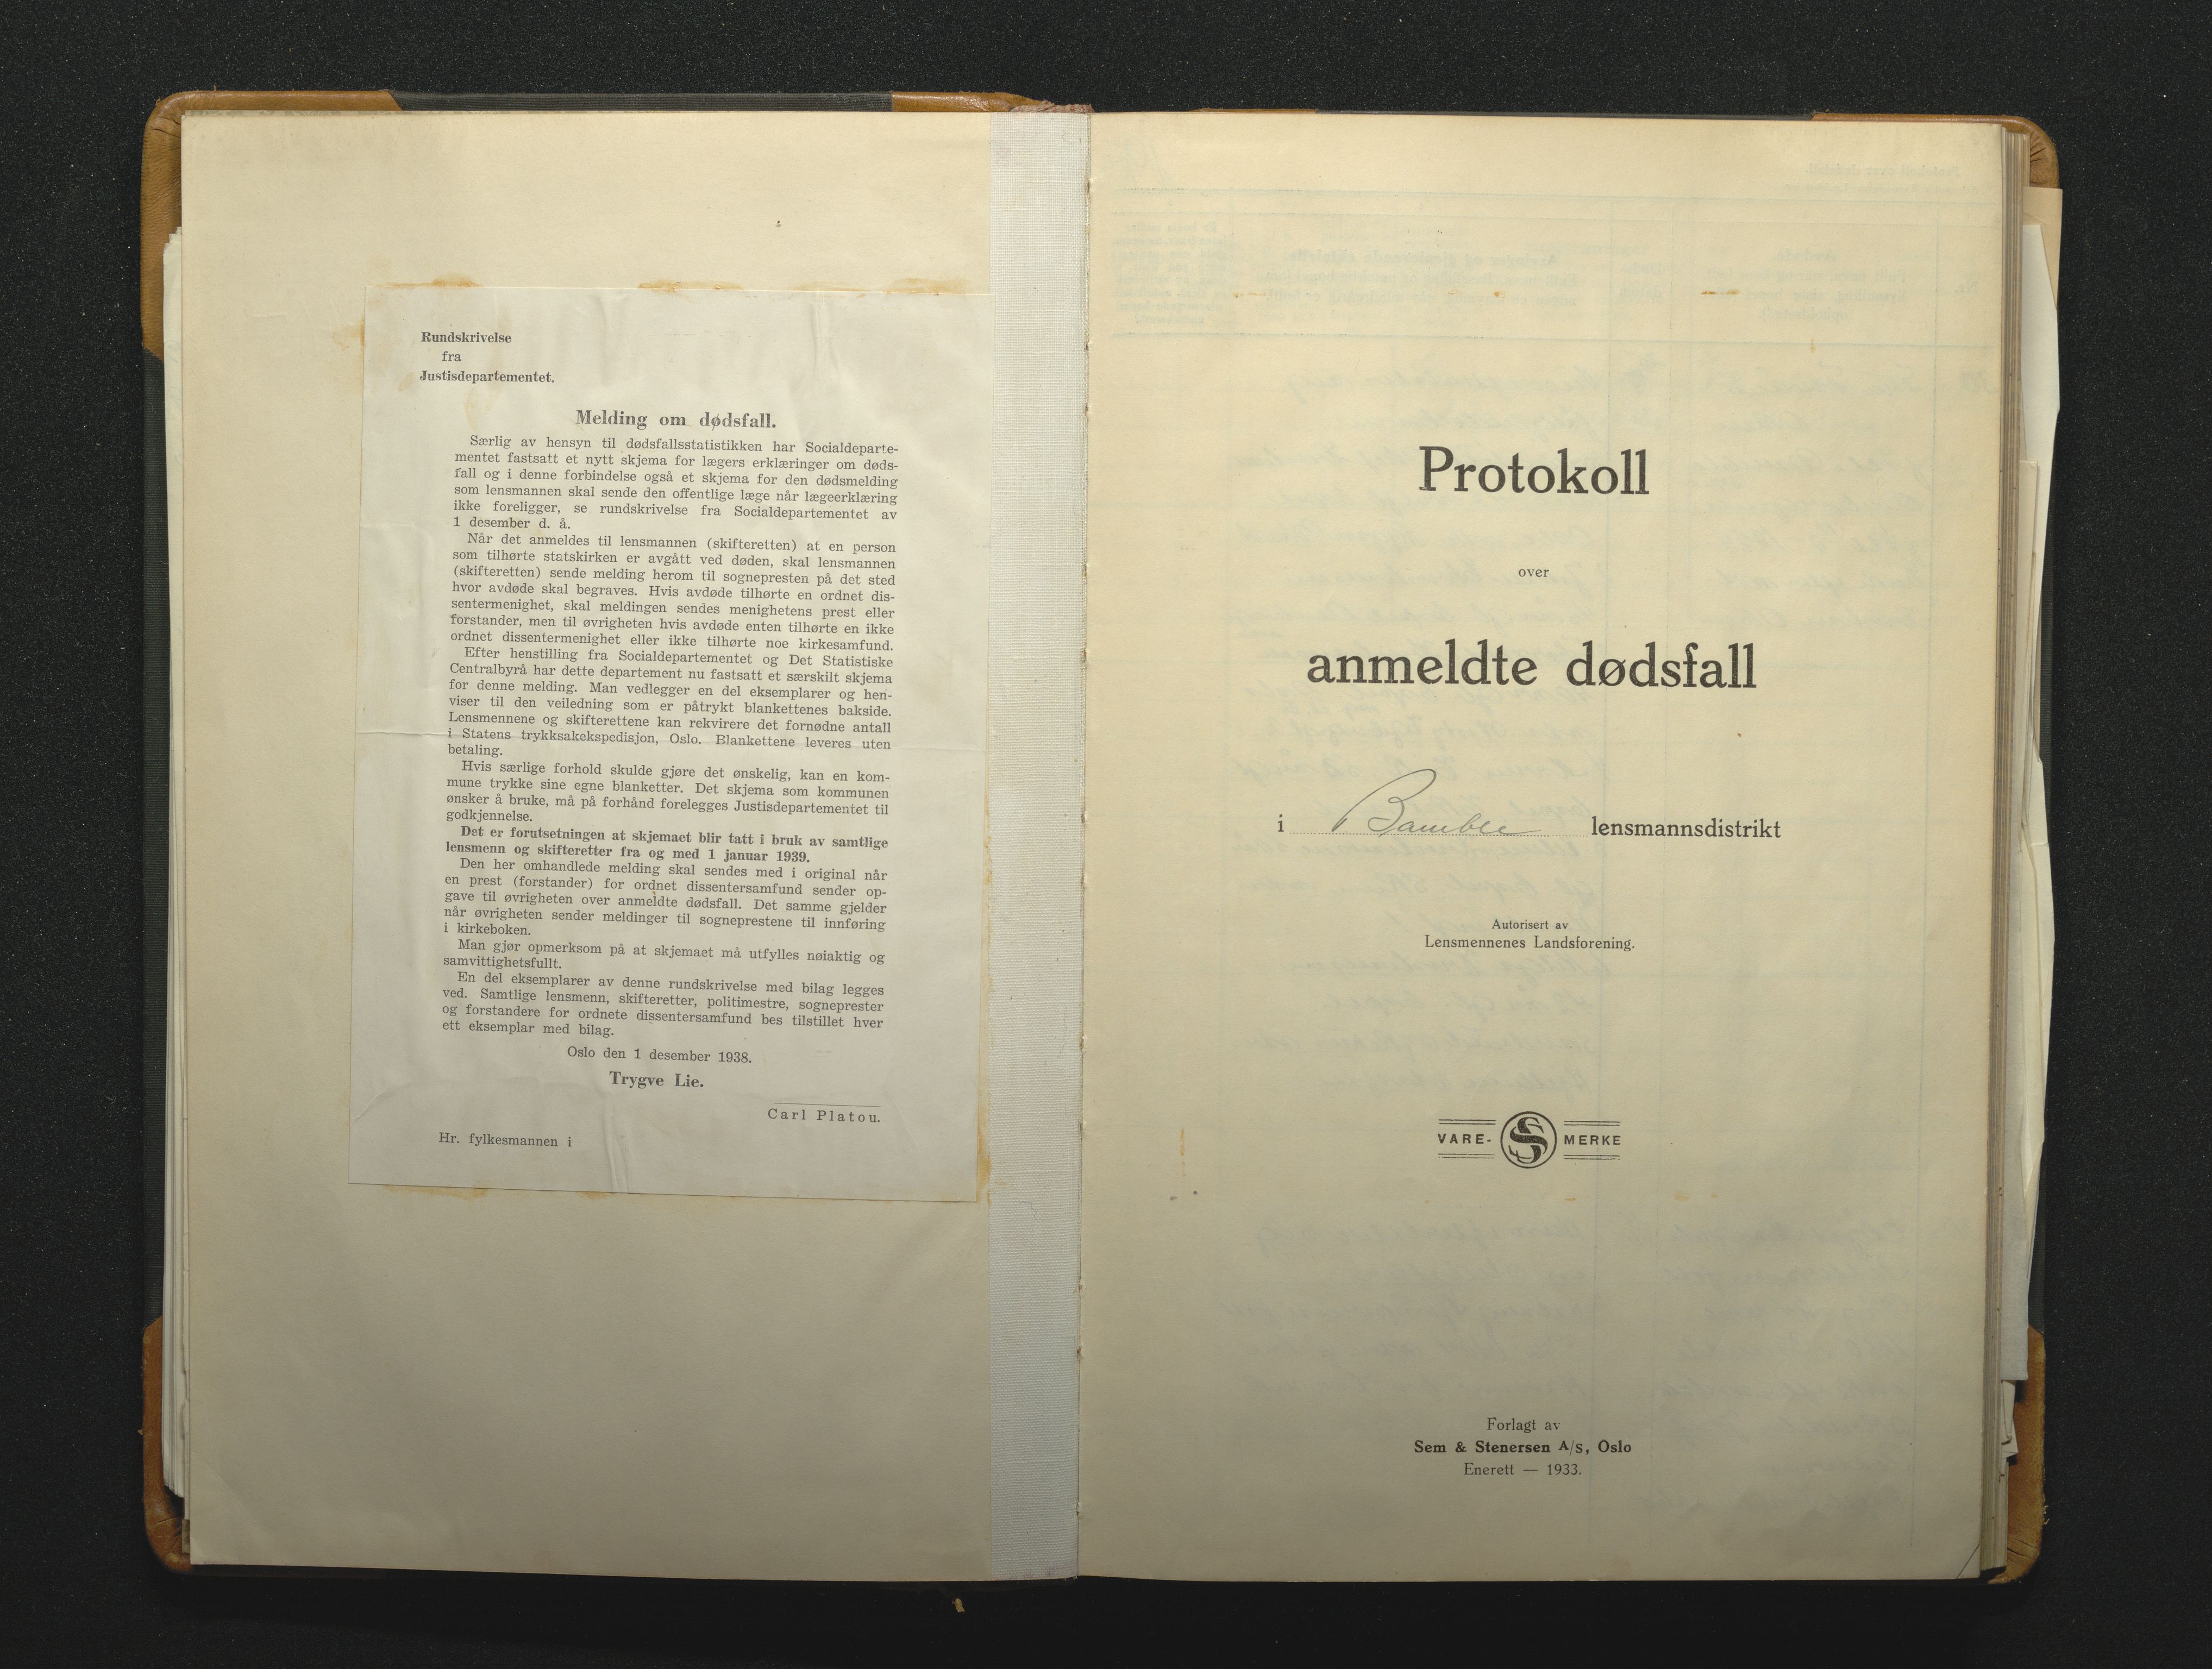 Rundskrivelse
fra
Justisdepartementet.
Melding om dødsfall.
Særlig av hensyn til dødsfallsstatistikken har Socialdeparte-
mentet fastsatt et nytt skjema for lægers erklæringer om døds-
fall og i denne forbindelse også et skjema for den dødsmelding
som lensmannen skal sende den offentlige læge når lægeerklæring
ikke foreligger, se rundskrivelse fra Socialdepartementet av
1 desember d. å.
Når det anmeldes til lensmannen (skifteretten) at en person
som tilhørte statskirken er avgått ved døden, skal lensmannen
(skifteretten) sende melding herom til sognepresten på det sted
hvor avdøde skal begraves. Hvis avdøde tilhørte en ordnet dis-
sentermenighet, skal meldingen sendes menighetens prest eller
forstander, men til øvrigheten hvis avdøde enten tilhørte en ikke
ordnet dissentermenighet eller ikke tilhørte noe kirkesamfund.
Efter henstilling fra Socialdepartementet og Det Statistiske
Centralbyrå har dette departement nu fastsatt et særskilt skjema
for denne melding. Man vedlegger en del eksemplarer og hen-
viser til den veiledning som er påtrykt blankettenes bakside.
Lensmennene og skifterettene kan rekvirere det fornødne antall
i Statens trykksakekspedisjon, Oslo. Blankettene leveres uten
betaling.
Hvis særlige forhold skulde gjøre det ønskelig, kan en kom-
mune trykke sine egne blanketter. Det skjema som kommunen
ønsker å bruke, må på forhånd forelegges Justisdepartementet til
godkjennelse.
Det er forutsetningen at skjemaet blir tatt i bruk av samtlige
lensmenn og skifteretter fra og med 1 januar 1939.
Den her omhandlede melding skal sendes med i original når
en prest (forstander) for ordnet dissentersamfund sender op-
gave til øvrigheten over anmeldte dødsfall. Det samme gjelder
når øvrigheten sender meldinger til sogneprestene til innføring
i kirkeboken.
Man gjør opmerksom på at skjemaet må utfylles nøiaktig og
samvittighetsfullt.
En del eksemplarer av denne rundskrivelse med bilag legges
ved. Samtlige lensmenn, skifteretter, politimestre, sogneprester
og forstandere for ordnete dissentersamfund bes tilstillet hver
ett eksemplar med bilag.
Oslo den 1 desember 1938.
Trygve Lie.
Carl Platou.
Hr. fylkesmannen i
Protokoll
over
anmeldte dødsfall
i Bamble lensmannsdistrikt
Autorisert av
Lensmennenes Landsforening.
VARE- MERKE
Forlagt av
Sem & Stenersen A/S, Oslo
Enerett — 1933.